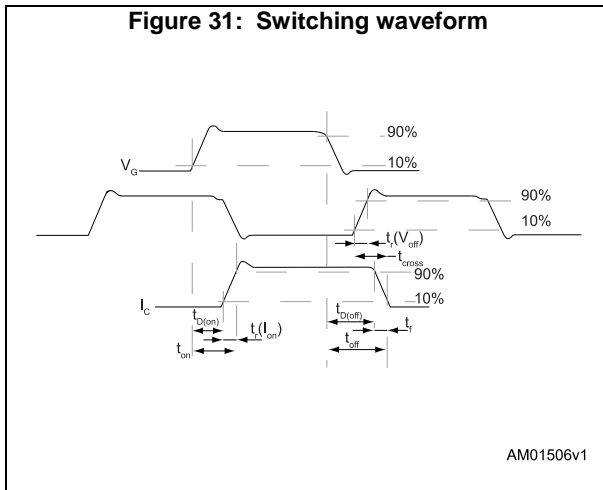 Figure 31: Switching waveform
90%
V_G
10%
90%
10%
t_r(V_off)
t_cross
90%
I_C
10%
t_D(on)
t_D(off)
t_f
t_r(I_on)
t_on
t_off
AM01506v1